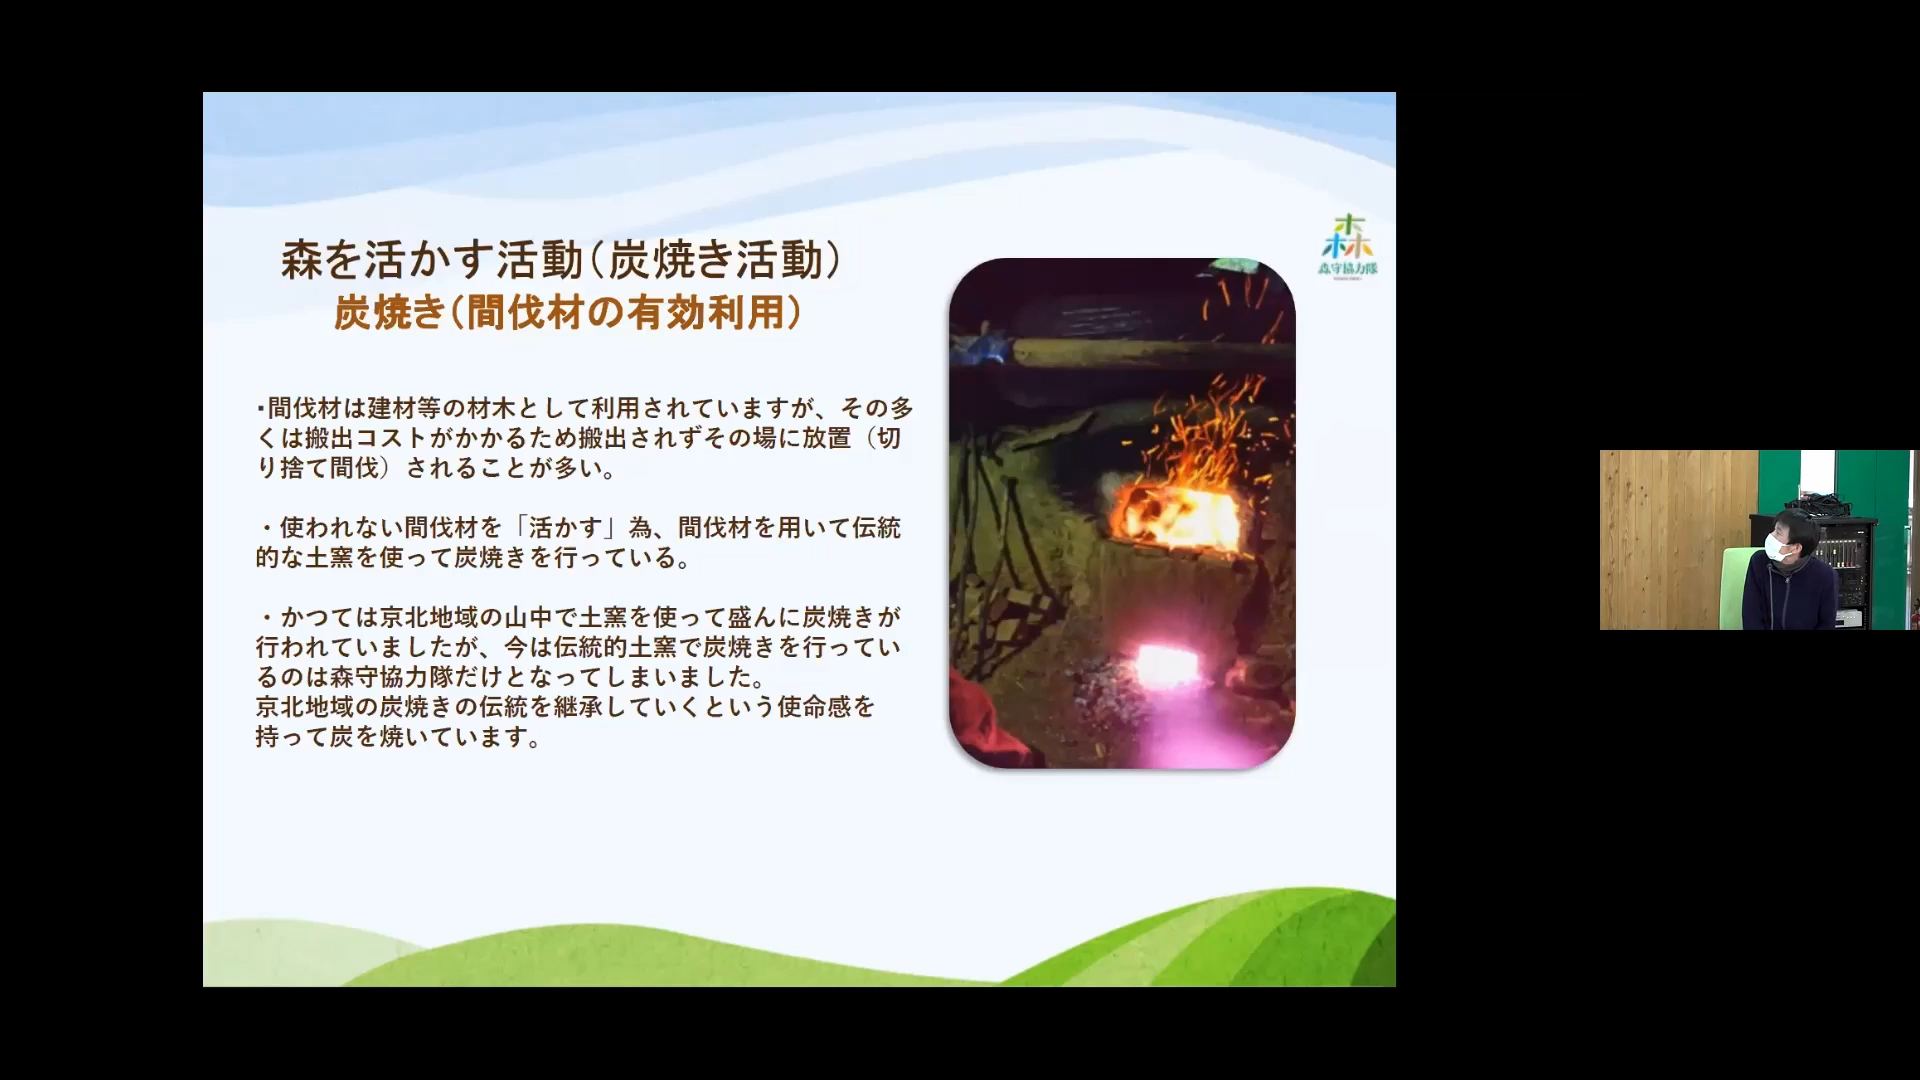 森を活かす活動（炭焼き活動）
炭焼き（間伐材の有効利用）
・間伐材は建材等の材木として利用されていますが、その多
くは搬出コストがかかるため搬出されずその場に放置（切
り捨て間伐）されることが多い。
・使われない間伐材を「活かす」為、間伐材を用いて伝統
的な土窯を使って炭焼きを行っている。
・かつては京北地域の山中で土窯を使って盛んに炭焼きが
行われていましたが、今は伝統的土窯で炭焼きを行ってい
るのは森守協力隊だけとなってしまいました。
京北地域の炭焼きの伝統を継承していくという使命感を
持って炭を焼いています。
森
森守協力隊